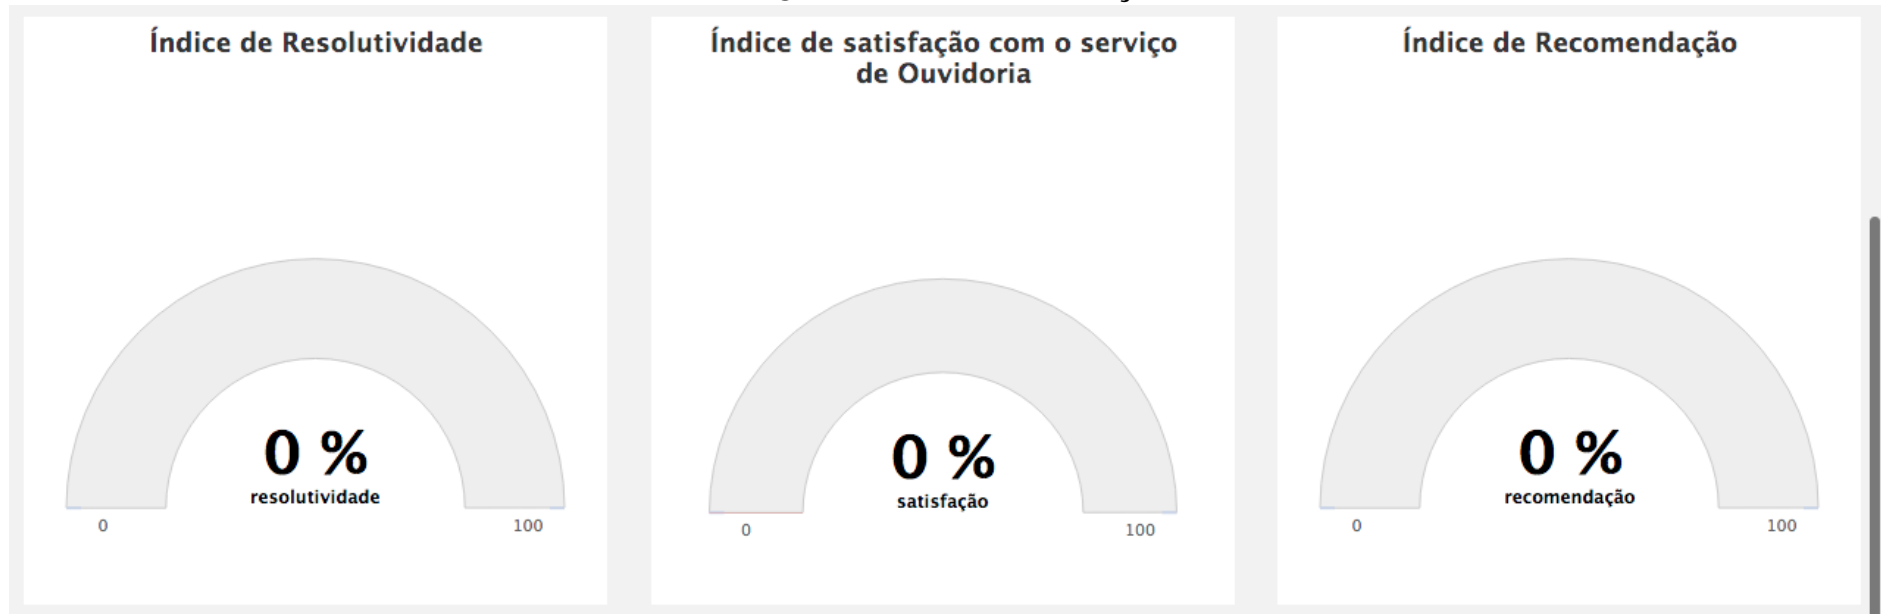 Índice de Resolutividade
0 %
resolutividade
0 100
Índice de satisfação com o serviço
de Ouvidoria
0 %
satisfação
0 100
Índice de Recomendação
0 %
recomendação
0 100